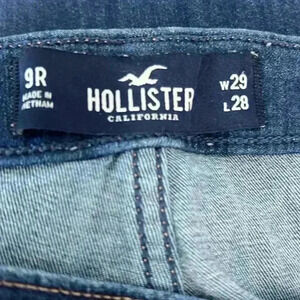 9R
MADE IN
VIETNAM
HOLLISTER
CALIFORNIA
W29
L28